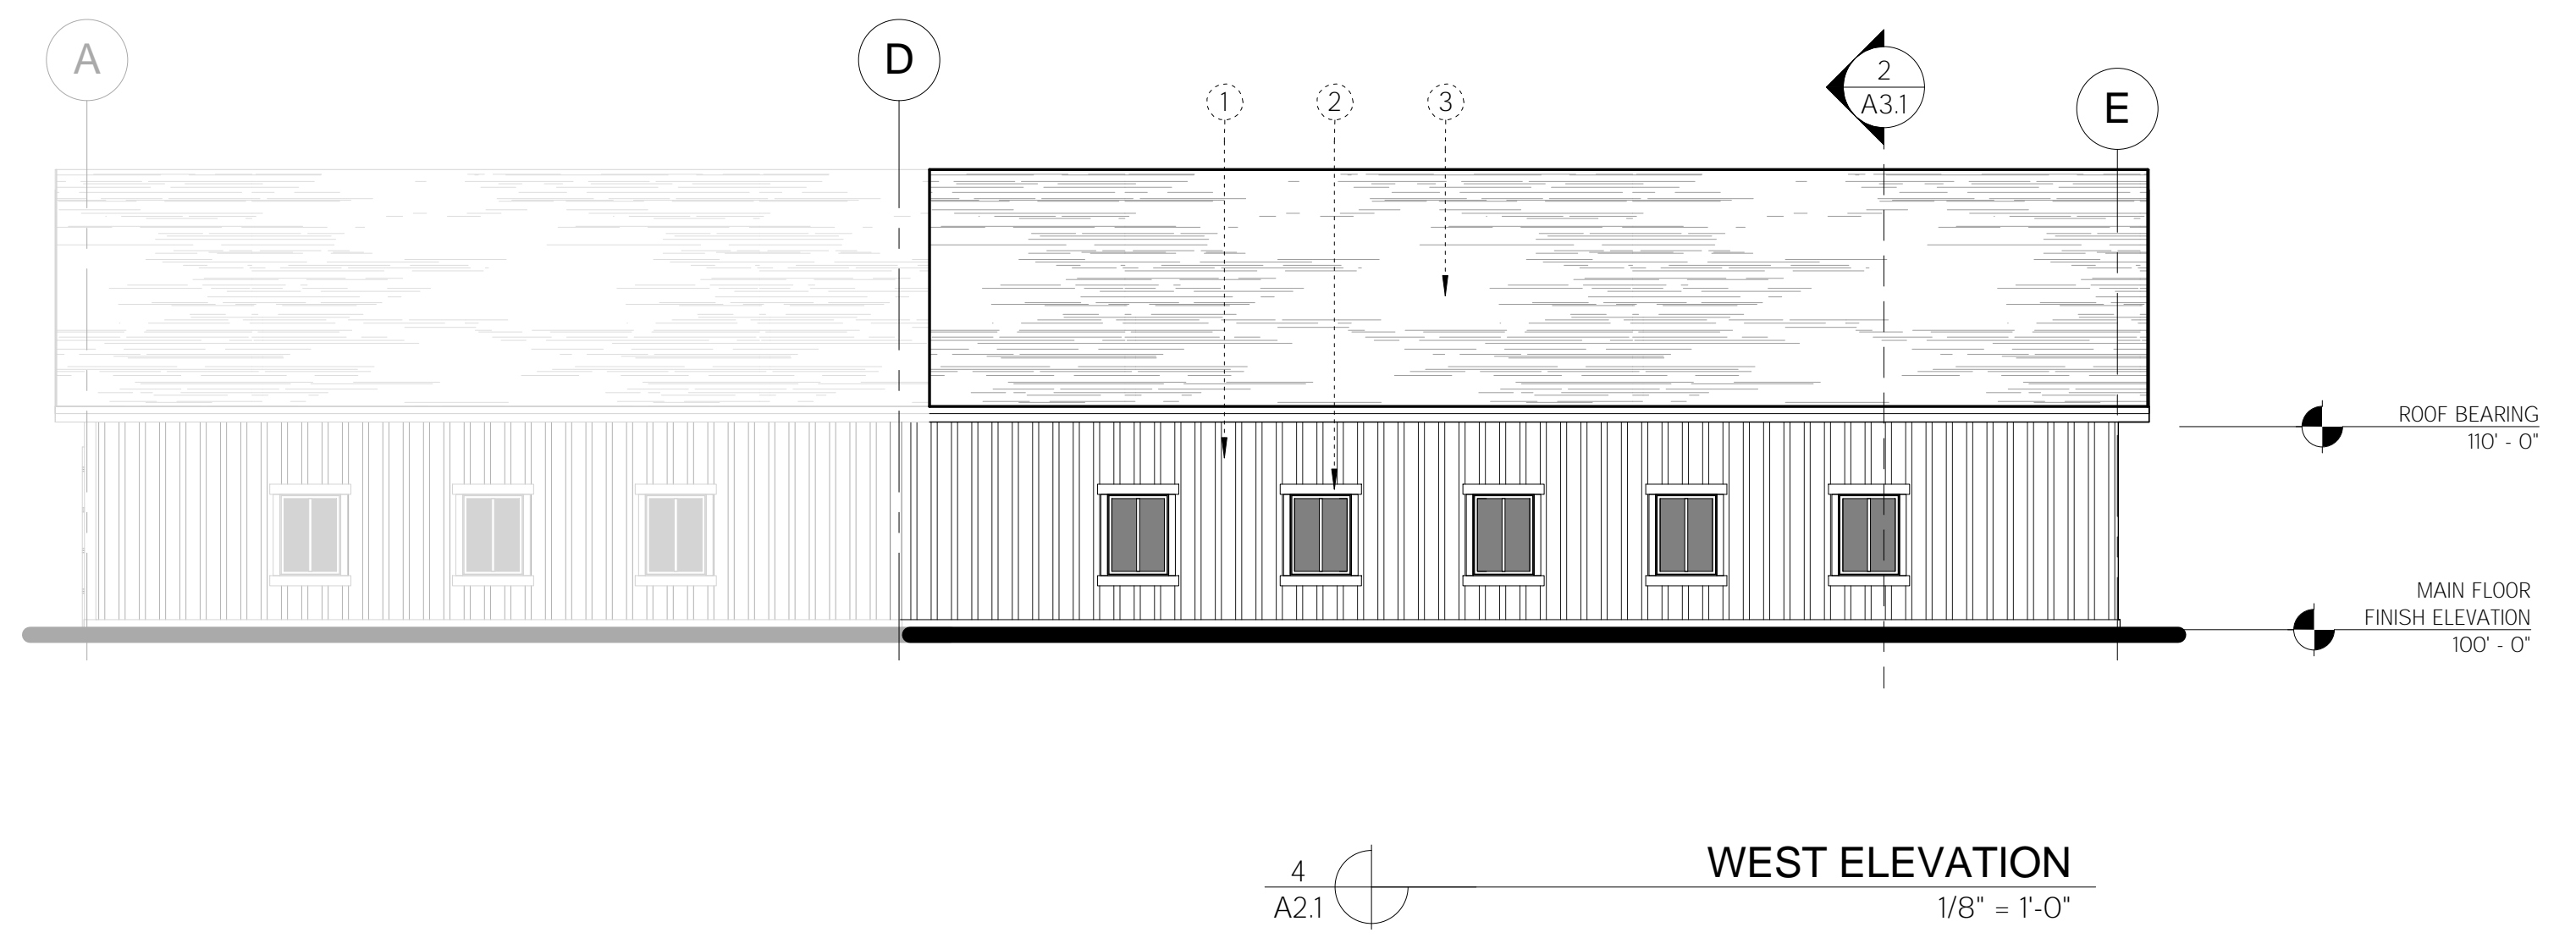 A
D
1
2
3
2
A3.1
E
ROOF BEARING
110' - 0"
MAIN FLOOR
FINISH ELEVATION
100' - 0"
4
A2.1
WEST ELEVATION
1/8" = 1'-0"